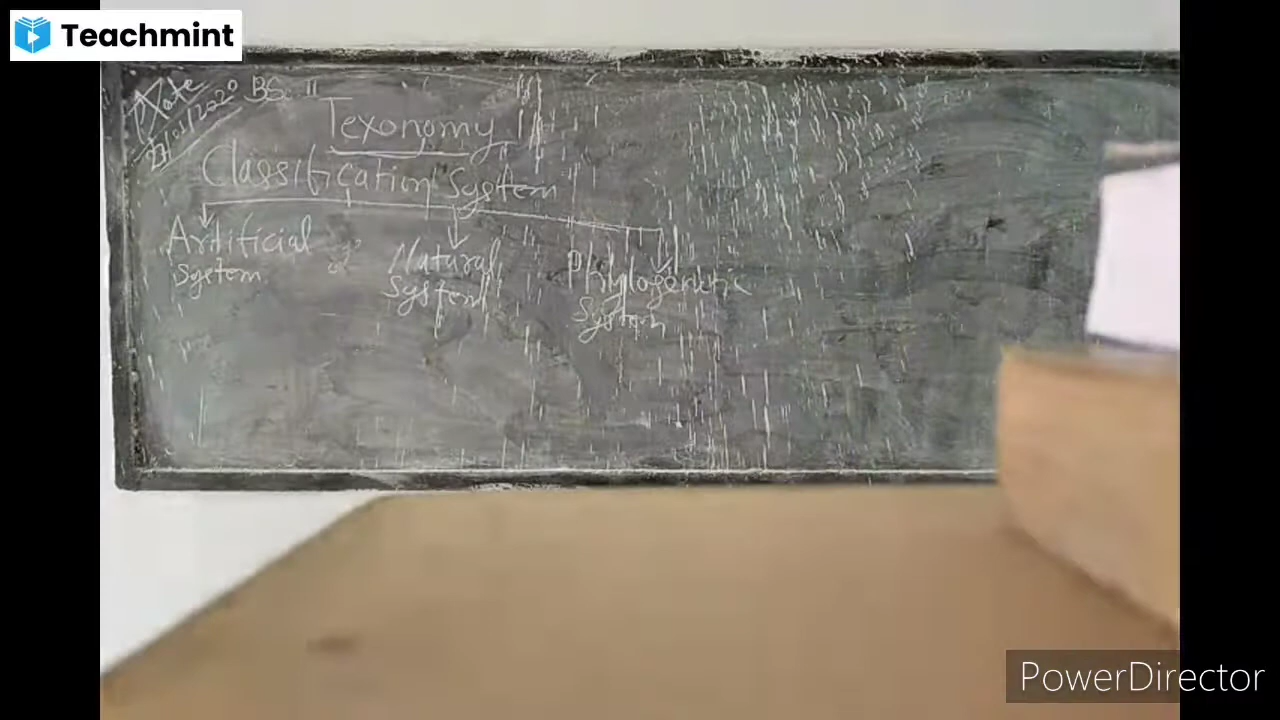 Teachmint
Date
BSc II
Texonomy
Classification System
Artificial
System
Natural
System
Phylogenetic
System
PowerDirector